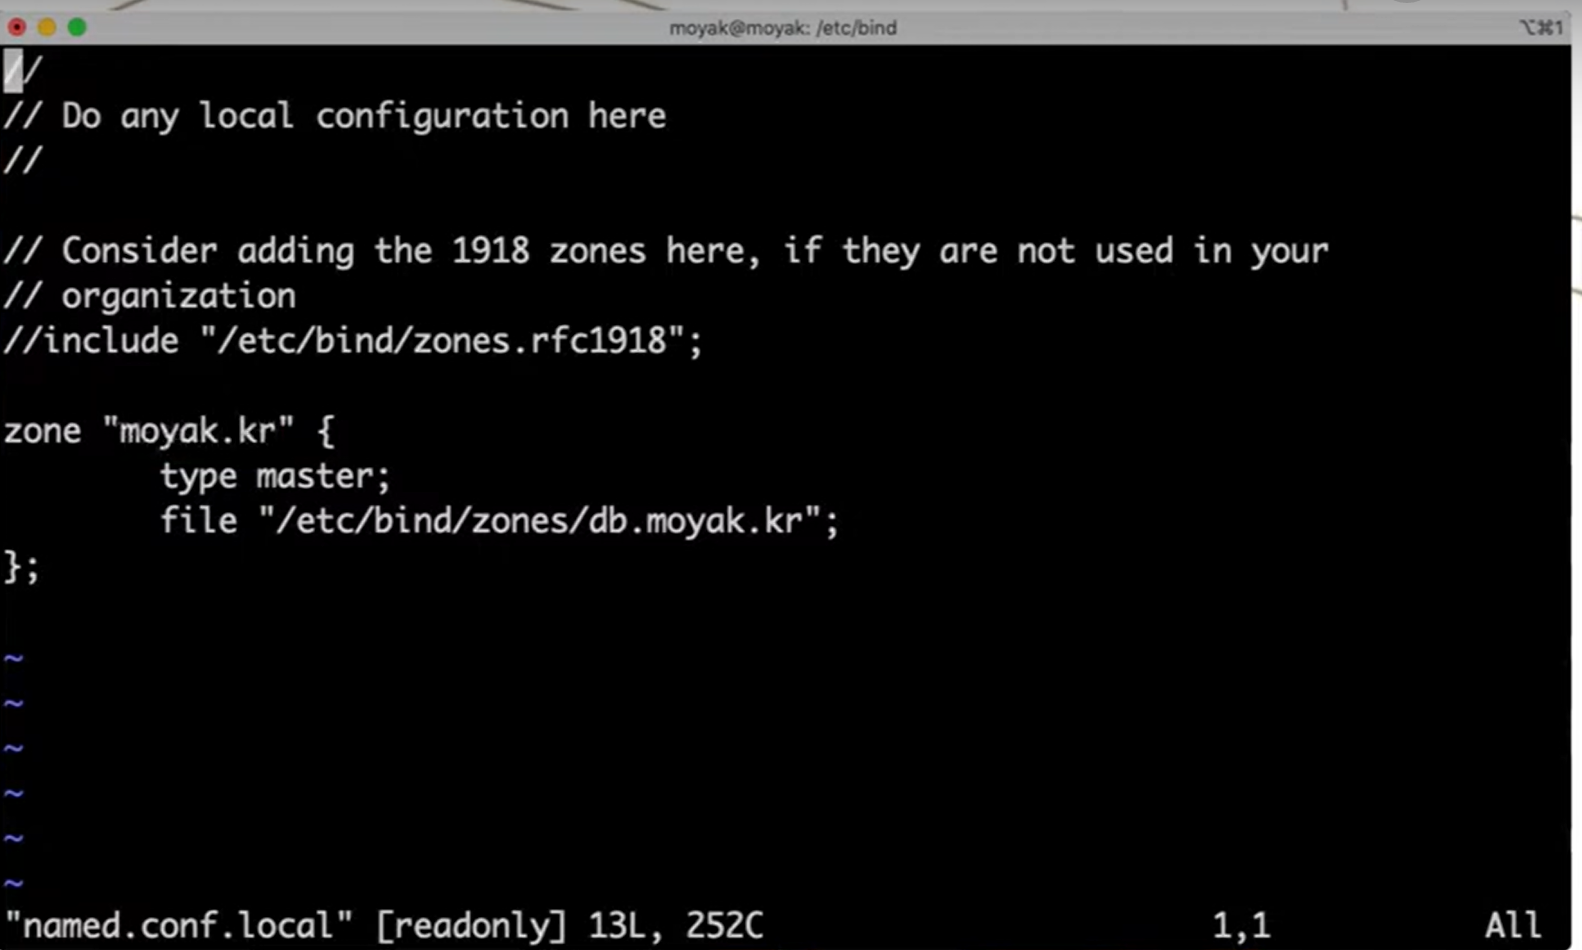 moyak@moyak: /etc/bind
⌥⌘1
//
// Do any local configuration here
//
// Consider adding the 1918 zones here, if they are not used in your
// organization
//include "/etc/bind/zones.rfc1918";
zone "moyak.kr" {
type master;
file "/etc/bind/zones/db.moyak.kr";
};
~
~
~
~
~
~
"named.conf.local" [readonly] 13L, 252C 1,1 All